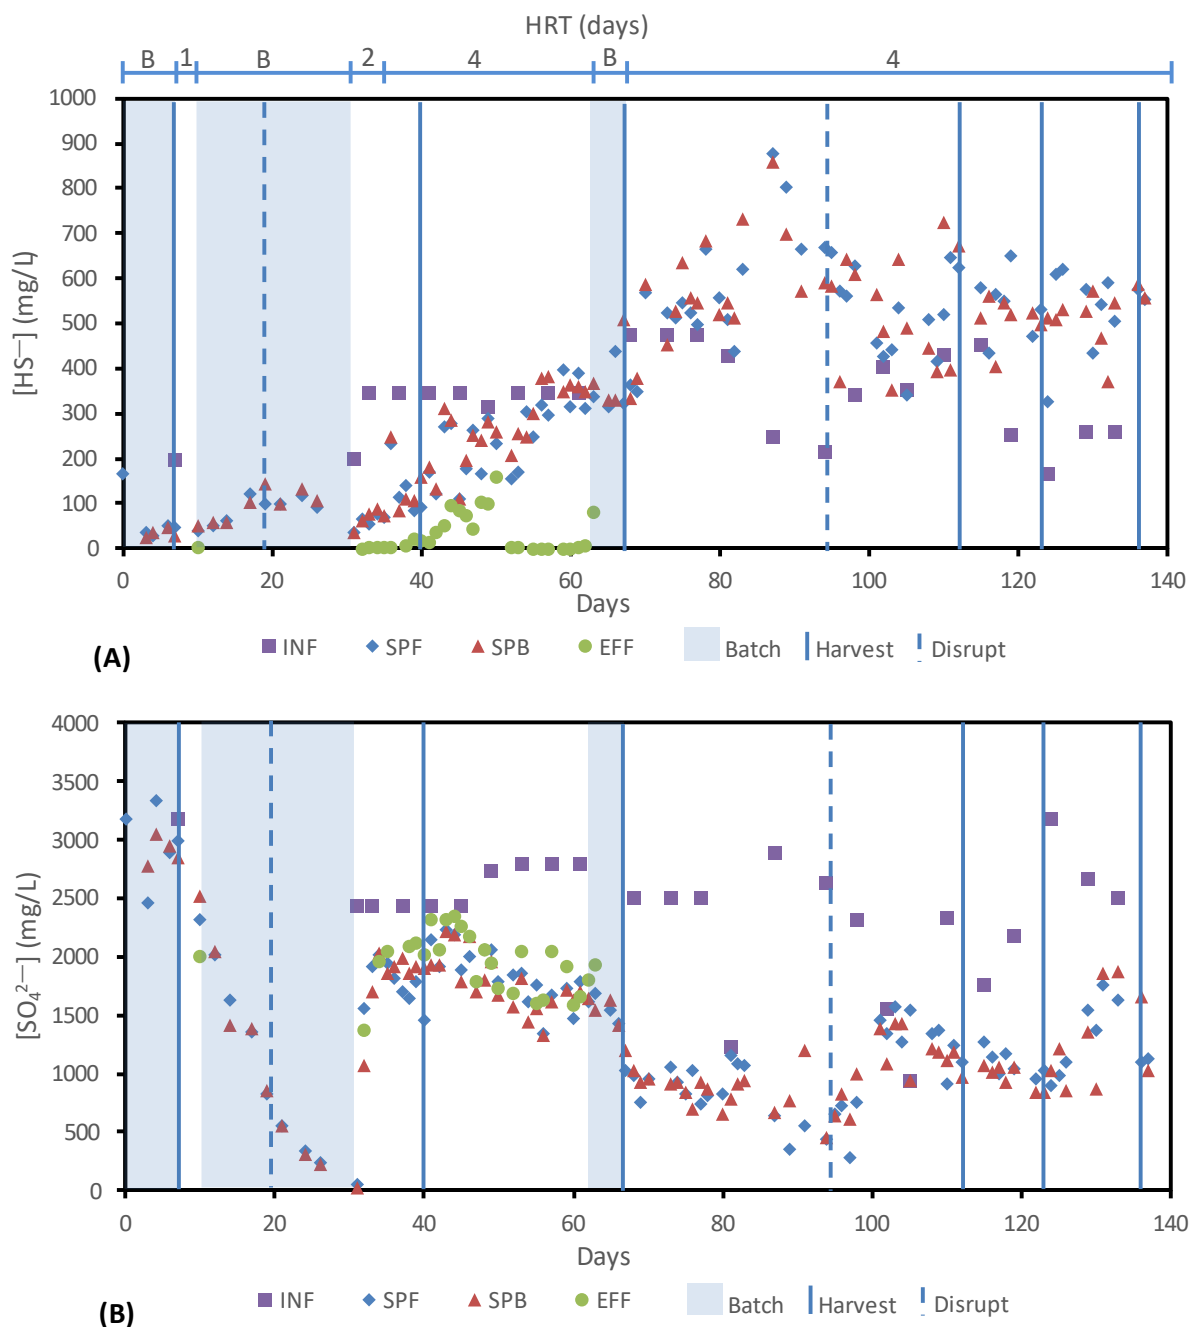 HRT (days)
B 1 B 2 4 B 4
1000
900
800
700
600
500
400
300
200
100
0
[HS—] (mg/L)
0 20 40 60 80 100 120 140
Days
INF SPF SPB EFF Batch Harvest Disrupt
(A)
4000
3500
3000
2500
2000
1500
1000
500
0
[SO₄²—] (mg/L)
0 20 40 60 80 100 120 140
Days
INF SPF SPB EFF Batch Harvest Disrupt
(B)